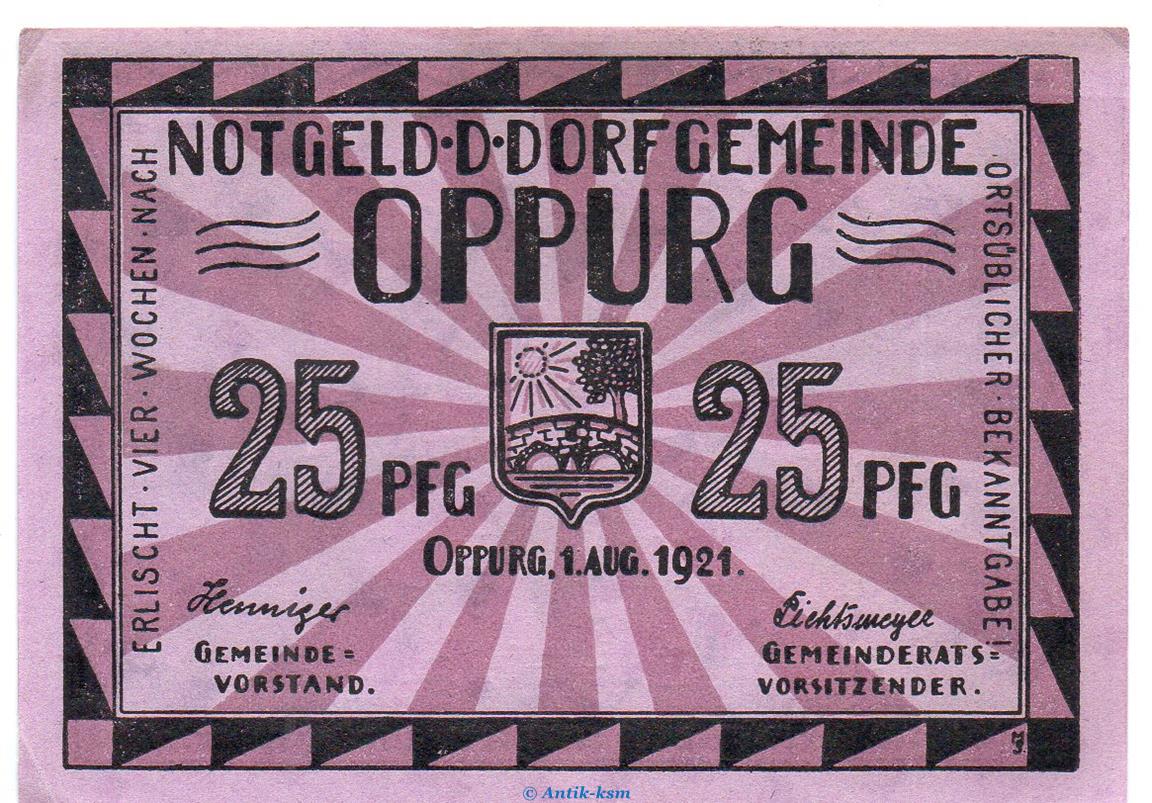 NOTGELD·D·DORFGEMEINDE
OPPURG
ERLISCHT·VIER·WOCHEN·NACH
ORTSÜBLICHER·BEKANNTGABE!
25 PFG
25 PFG
OPPURG, 1. AUG. 1921.
Henniger
GEMEINDE=
VORSTAND.
Lichtsmeyer
GEMEINDERATS=
VORSITZENDER.
© Antik-ksm